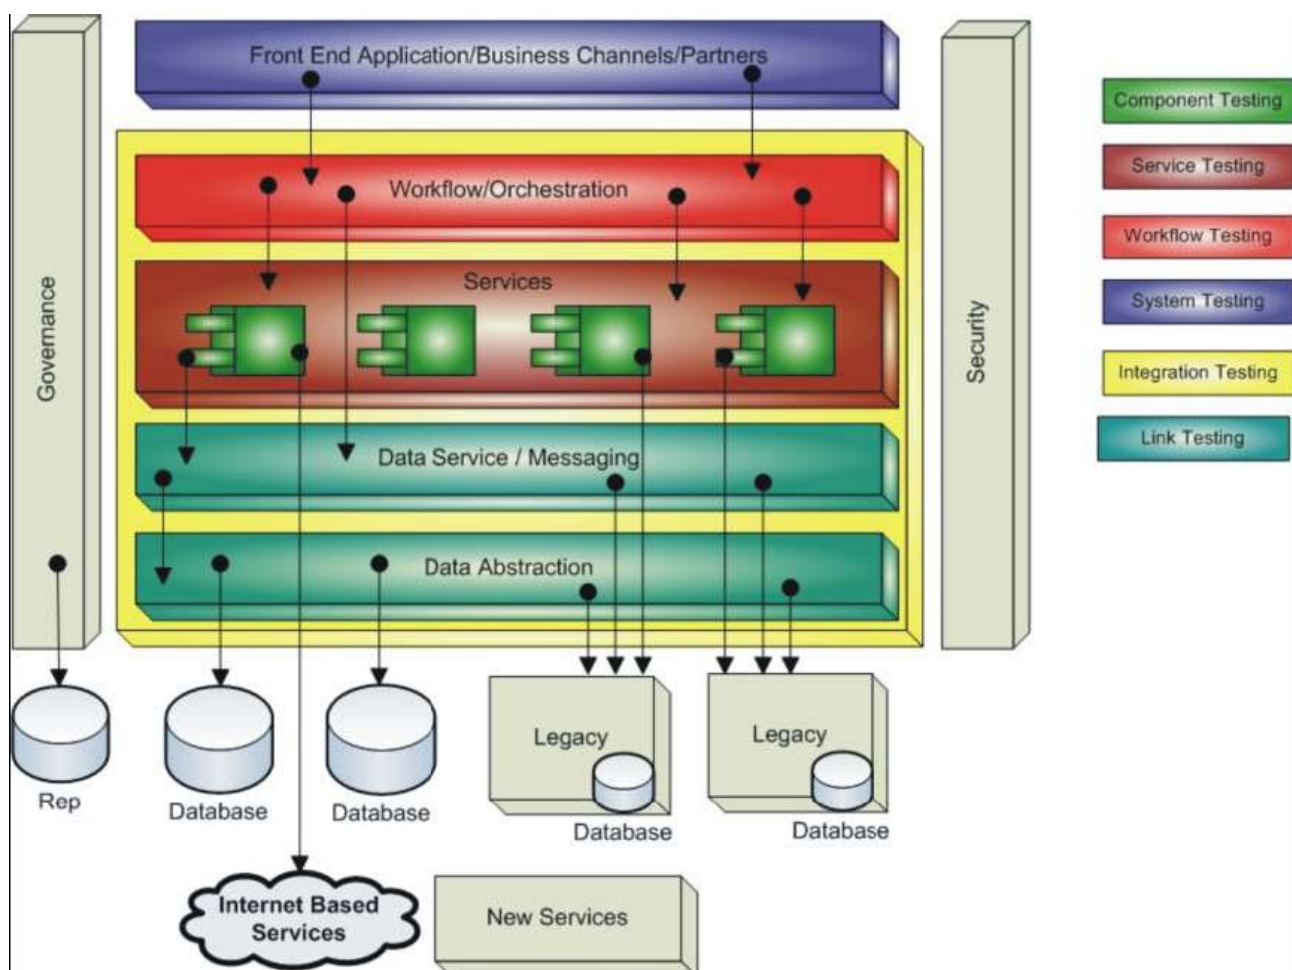 Front End Application/Business Channels/Partners
Component Testing
Service Testing
Workflow/Orchestration
Workflow Testing
Services
System Testing
Governance
Security
Integration Testing
Link Testing
Data Service / Messaging
Data Abstraction
Legacy
Legacy
Rep
Database
Database
Database
Database
Internet Based
Services
New Services